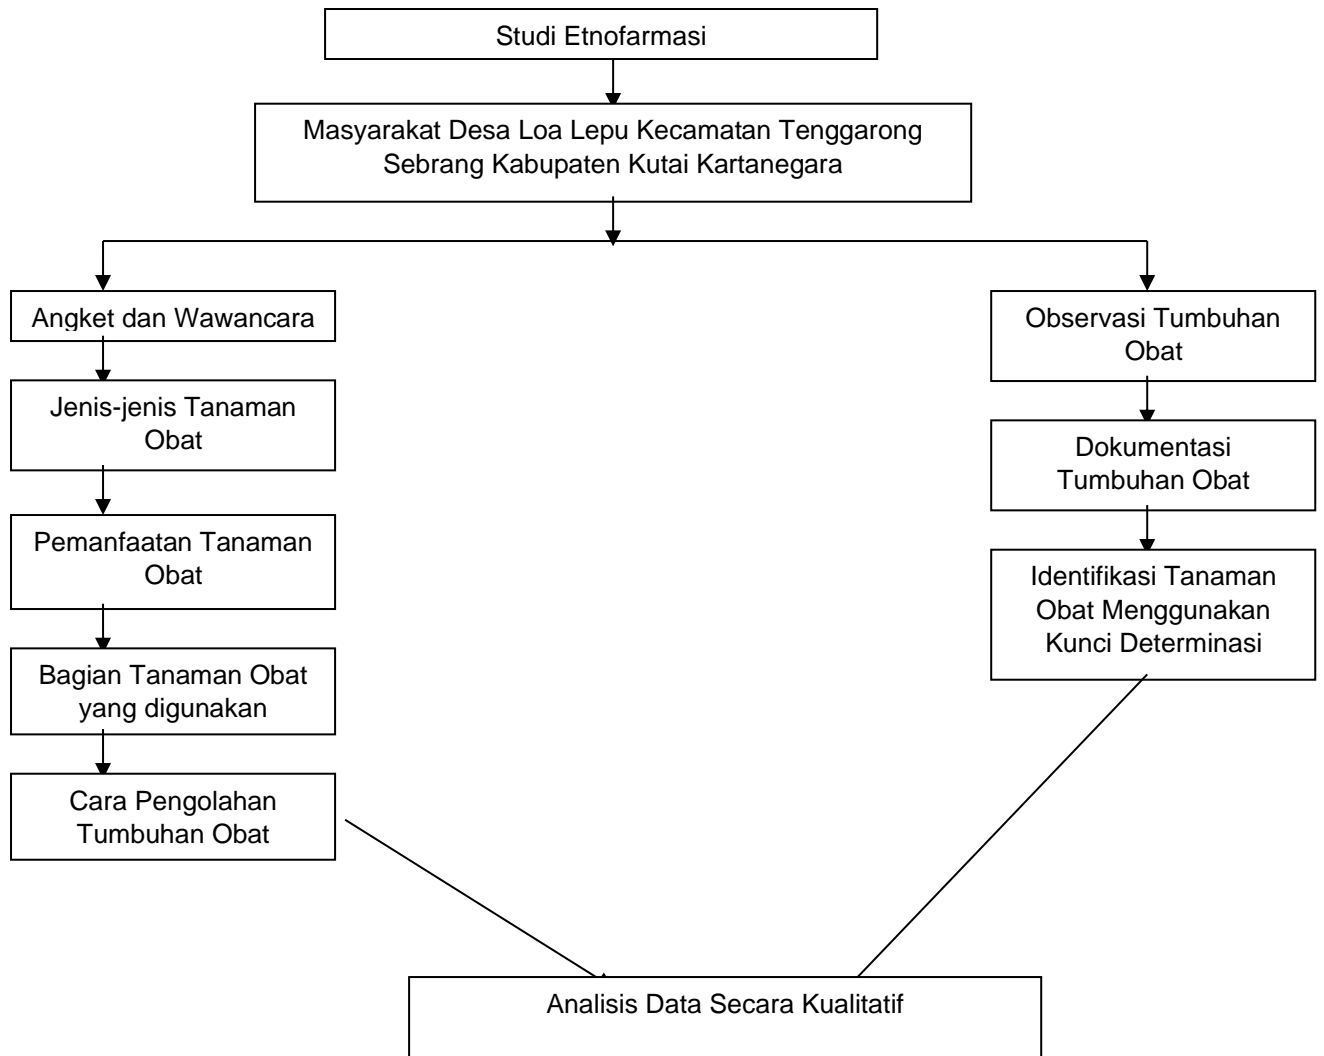 Studi Etnofarmasi
Masyarakat Desa Loa Lepu Kecamatan Tenggarong
Sebrang Kabupaten Kutai Kartanegara
Angket dan Wawancara
Jenis-jenis Tanaman
Obat
Pemanfaatan Tanaman
Obat
Bagian Tanaman Obat
yang digunakan
Cara Pengolahan
Tumbuhan Obat
Observasi Tumbuhan
Obat
Dokumentasi
Tumbuhan Obat
Identifikasi Tanaman
Obat Menggunakan
Kunci Determinasi
Analisis Data Secara Kualitatif